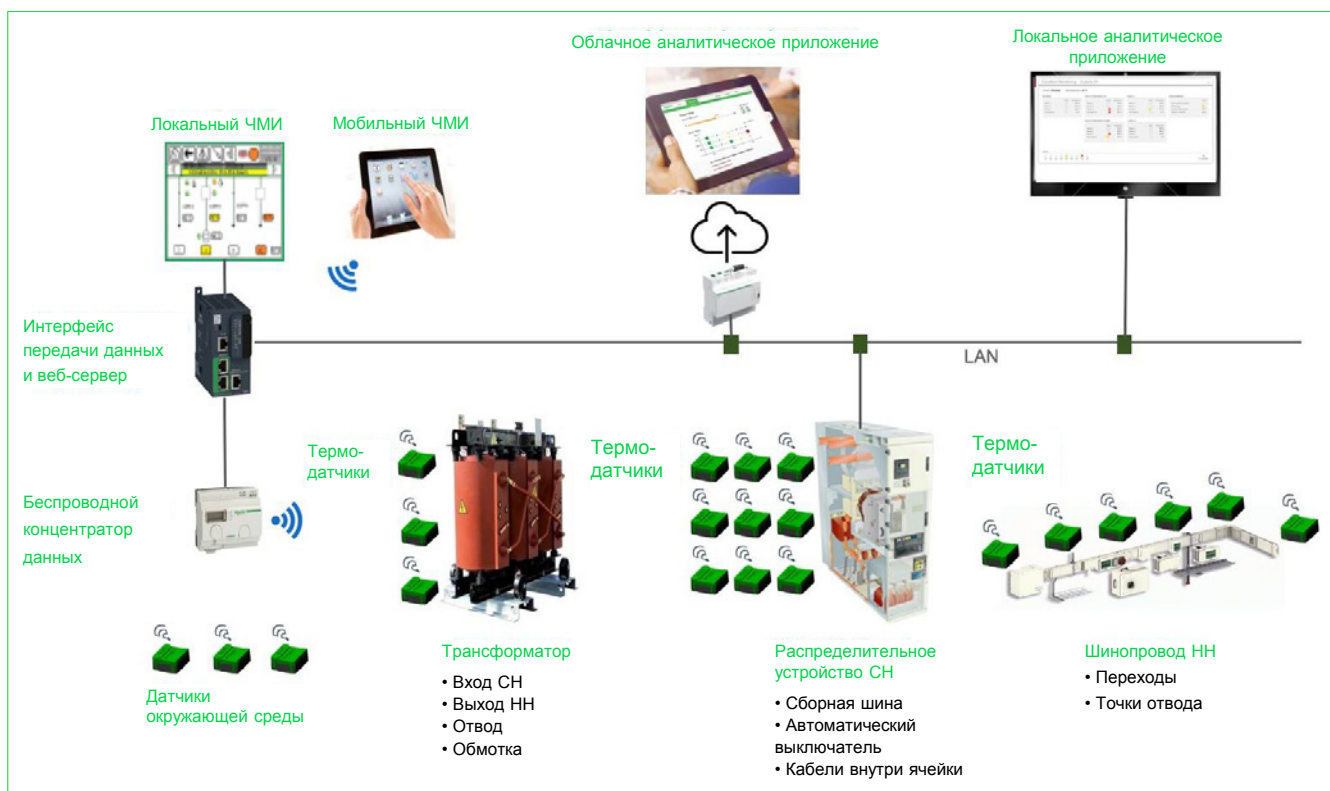 Облачное аналитическое приложение
Локальное аналитическое
приложение
Локальный ЧМИ
Мобильный ЧМИ
Интерфейс
передачи данных
и веб-сервер
LAN
Термо-
датчики
Термо-
датчики
Термо-
датчики
Беспроводной
концентратор
данных
Датчики
окружающей среды
Трансформатор
• Вход СН
• Выход НН
• Отвод
• Обмотка
Распределительное
устройство СН
• Сборная шина
• Автоматический
выключатель
• Кабели внутри ячейки
Шинопровод НН
• Переходы
• Точки отвода